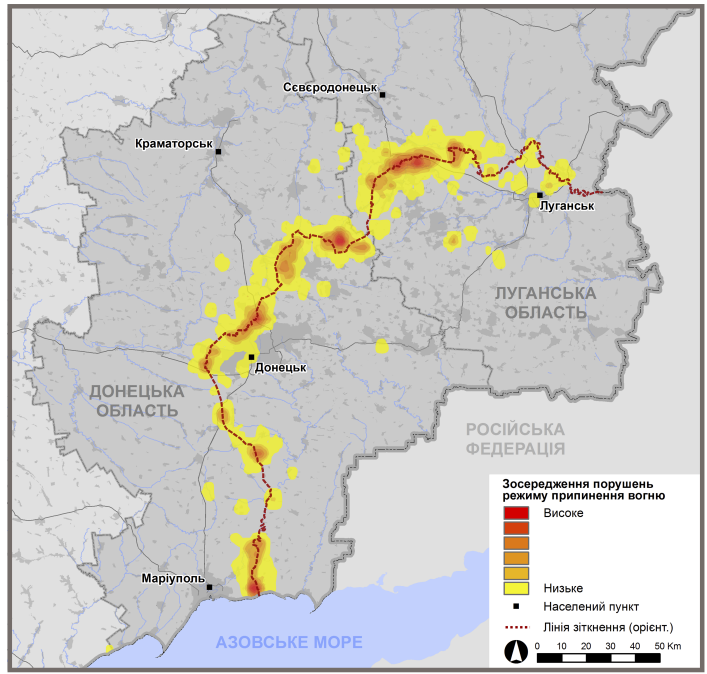 Сєвєродонецьк
Краматорськ
Луганськ
ЛУГАНСЬКА
ОБЛАСТЬ
Донецьк
ДОНЕЦЬКА
ОБЛАСТЬ
РОСІЙСЬКА
ФЕДЕРАЦІЯ
Маріуполь
АЗОВСЬКЕ МОРЕ
Зосередження порушень
режиму припинення вогню
Високе
Низьке
Населений пункт
Лінія зіткнення (орієнт.)
0 10 20 30 40 50 Km